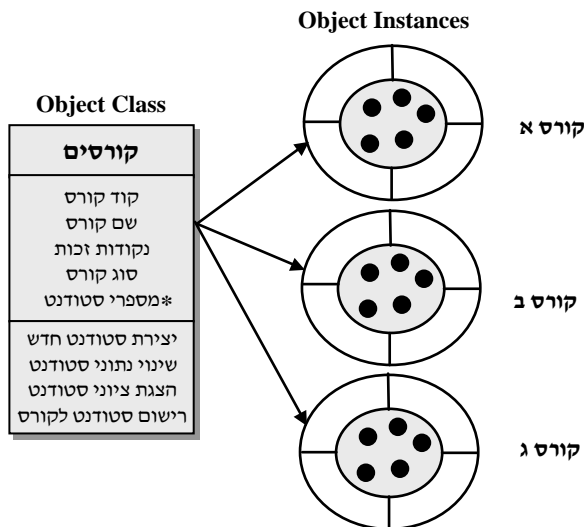 Object Instances
Object Class
קורסים
קוד קורס
שם קורס
נקודות זכות
סוג קורס
*מספרי סטודנט
יצירת סטודנט חדש
שינוי נתוני סטודנט
הצגת ציוני סטודנט
רישום סטודנט לקורס
קורס א
קורס ב
קורס ג